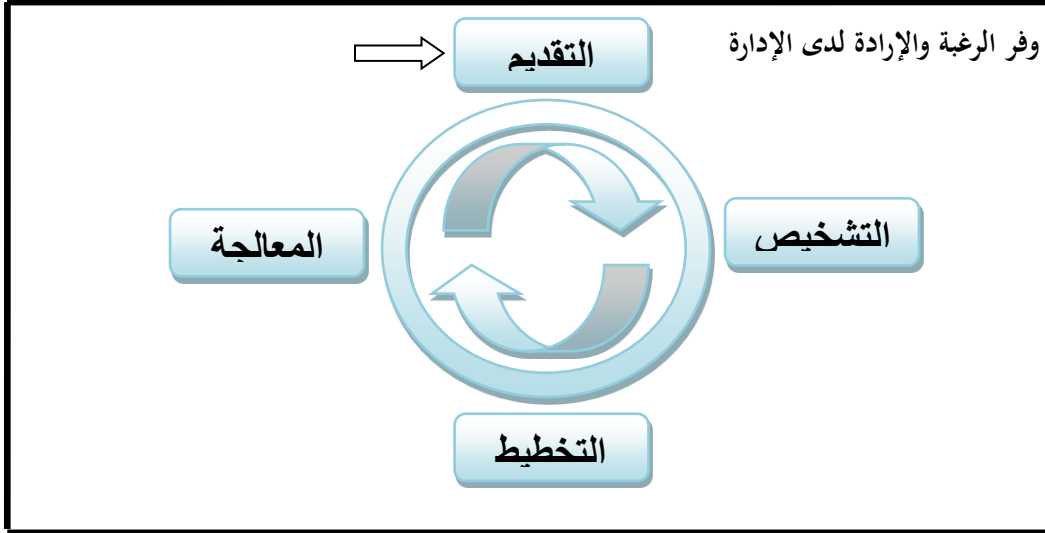 وفر الرغبة والإرادة لدى الإدارة
التقديم
التشخيص
المعالجة
التخطيط